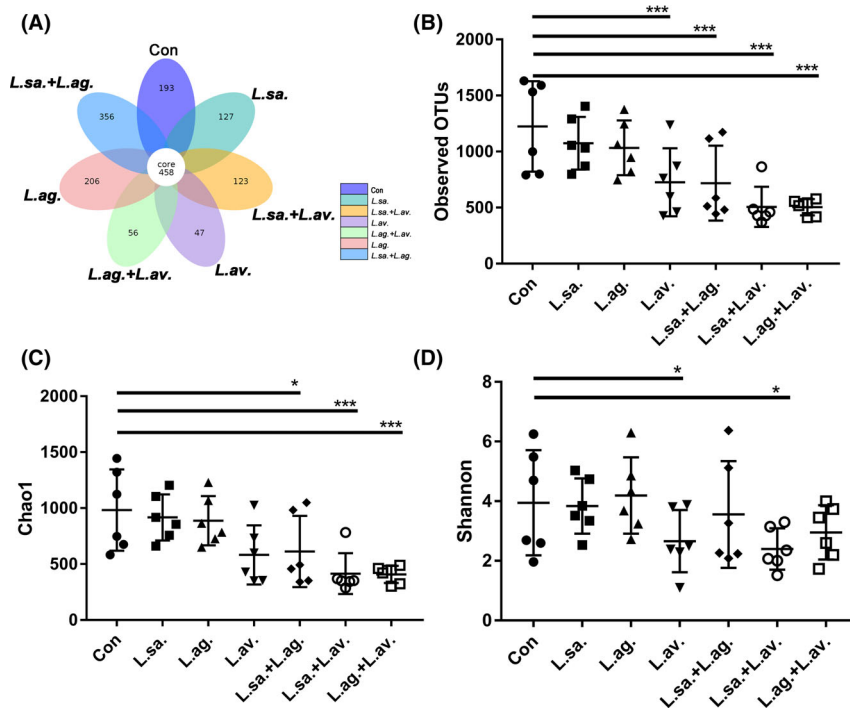 (A)
Con
L.sa.+L.ag.
L.sa.
L.ag.
L.sa.+L.av.
L.ag.+L.av.
L.av.
193
127
123
47
56
206
356
core
458
Con
L.sa.
L.sa.+L.av.
L.av.
L.ag.+L.av.
L.ag.
L.sa.+L.ag.
(B)
***
***
***
***
Observed OTUs
2000
1500
1000
500
0
Con
L.sa.
L.ag.
L.av.
L.sa.+L.ag.
L.sa.+L.av.
L.ag.+L.av.
(C)
*
***
***
Chao1
2000
1500
1000
500
0
Con
L.sa.
L.ag.
L.av.
L.sa.+L.ag.
L.sa.+L.av.
L.ag.+L.av.
(D)
*
*
Shannon
8
6
4
2
0
Con
L.sa.
L.ag.
L.av.
L.sa.+L.ag.
L.sa.+L.av.
L.ag.+L.av.